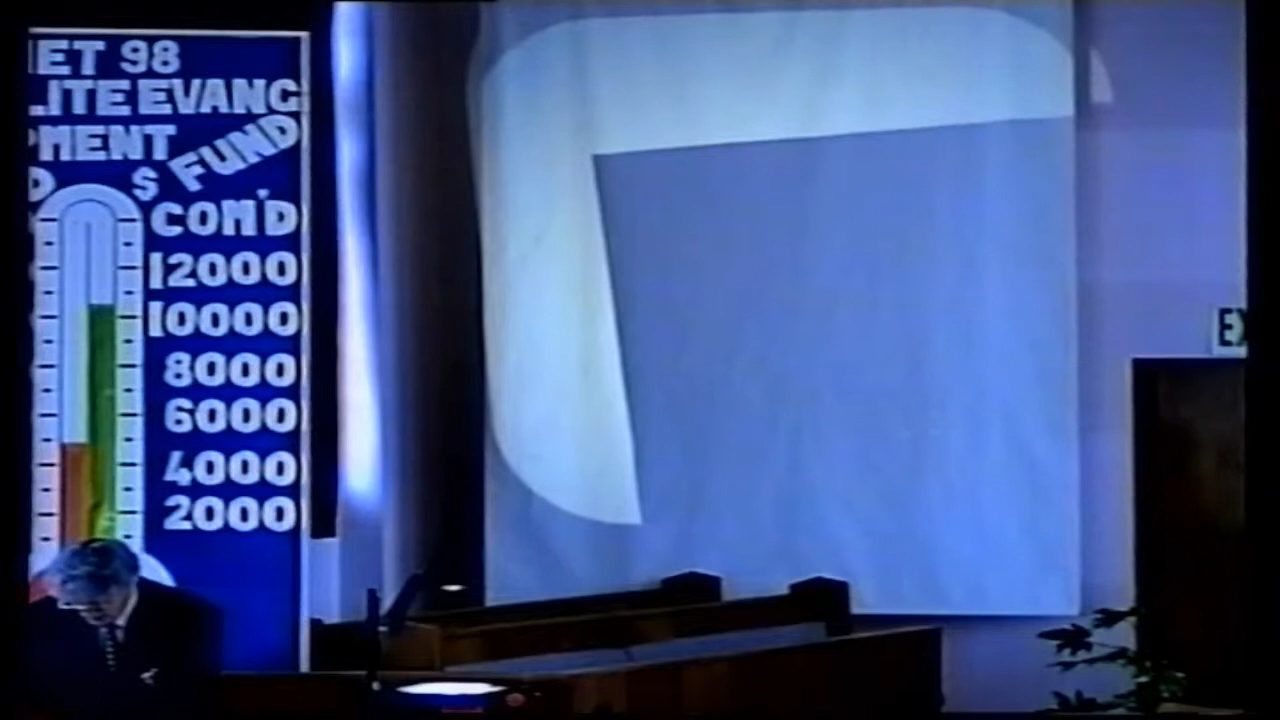 ET 98
LITE EVANG
PMENT
FUND
$
COM'D
12000
10000
8000
6000
4000
2000
EX